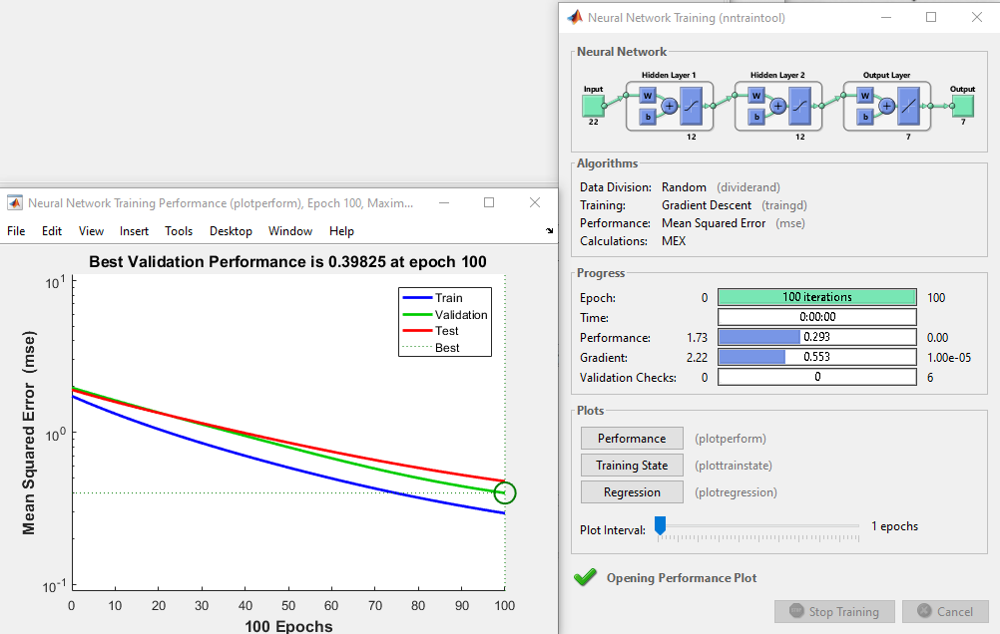 Neural Network Training (nntraintool)
Neural Network
Hidden Layer 1
Hidden Layer 2
Output Layer
Input
Output
W
b
+
W
b
+
W
b
+
22
12
12
7
7
Algorithms
Data Division: Random (dividerand)
Training: Gradient Descent (traingd)
Performance: Mean Squared Error (mse)
Calculations: MEX
Progress
Epoch: 0 100 iterations 100
Time: 0:00:00
Performance: 1.73 0.293 0.00
Gradient: 2.22 0.553 1.00e-05
Validation Checks: 0 0 6
Plots
Performance (plotperform)
Training State (plottrainstate)
Regression (plotregression)
Plot Interval: 1 epochs
Opening Performance Plot
Stop Training Cancel
Neural Network Training Performance (plotperform), Epoch 100, Maxim...
File Edit View Insert Tools Desktop Window Help
Best Validation Performance is 0.39825 at epoch 100
Train
Validation
Test
Best
Mean Squared Error (mse)
10^1
10^0
10^-1
0 10 20 30 40 50 60 70 80 90 100
100 Epochs